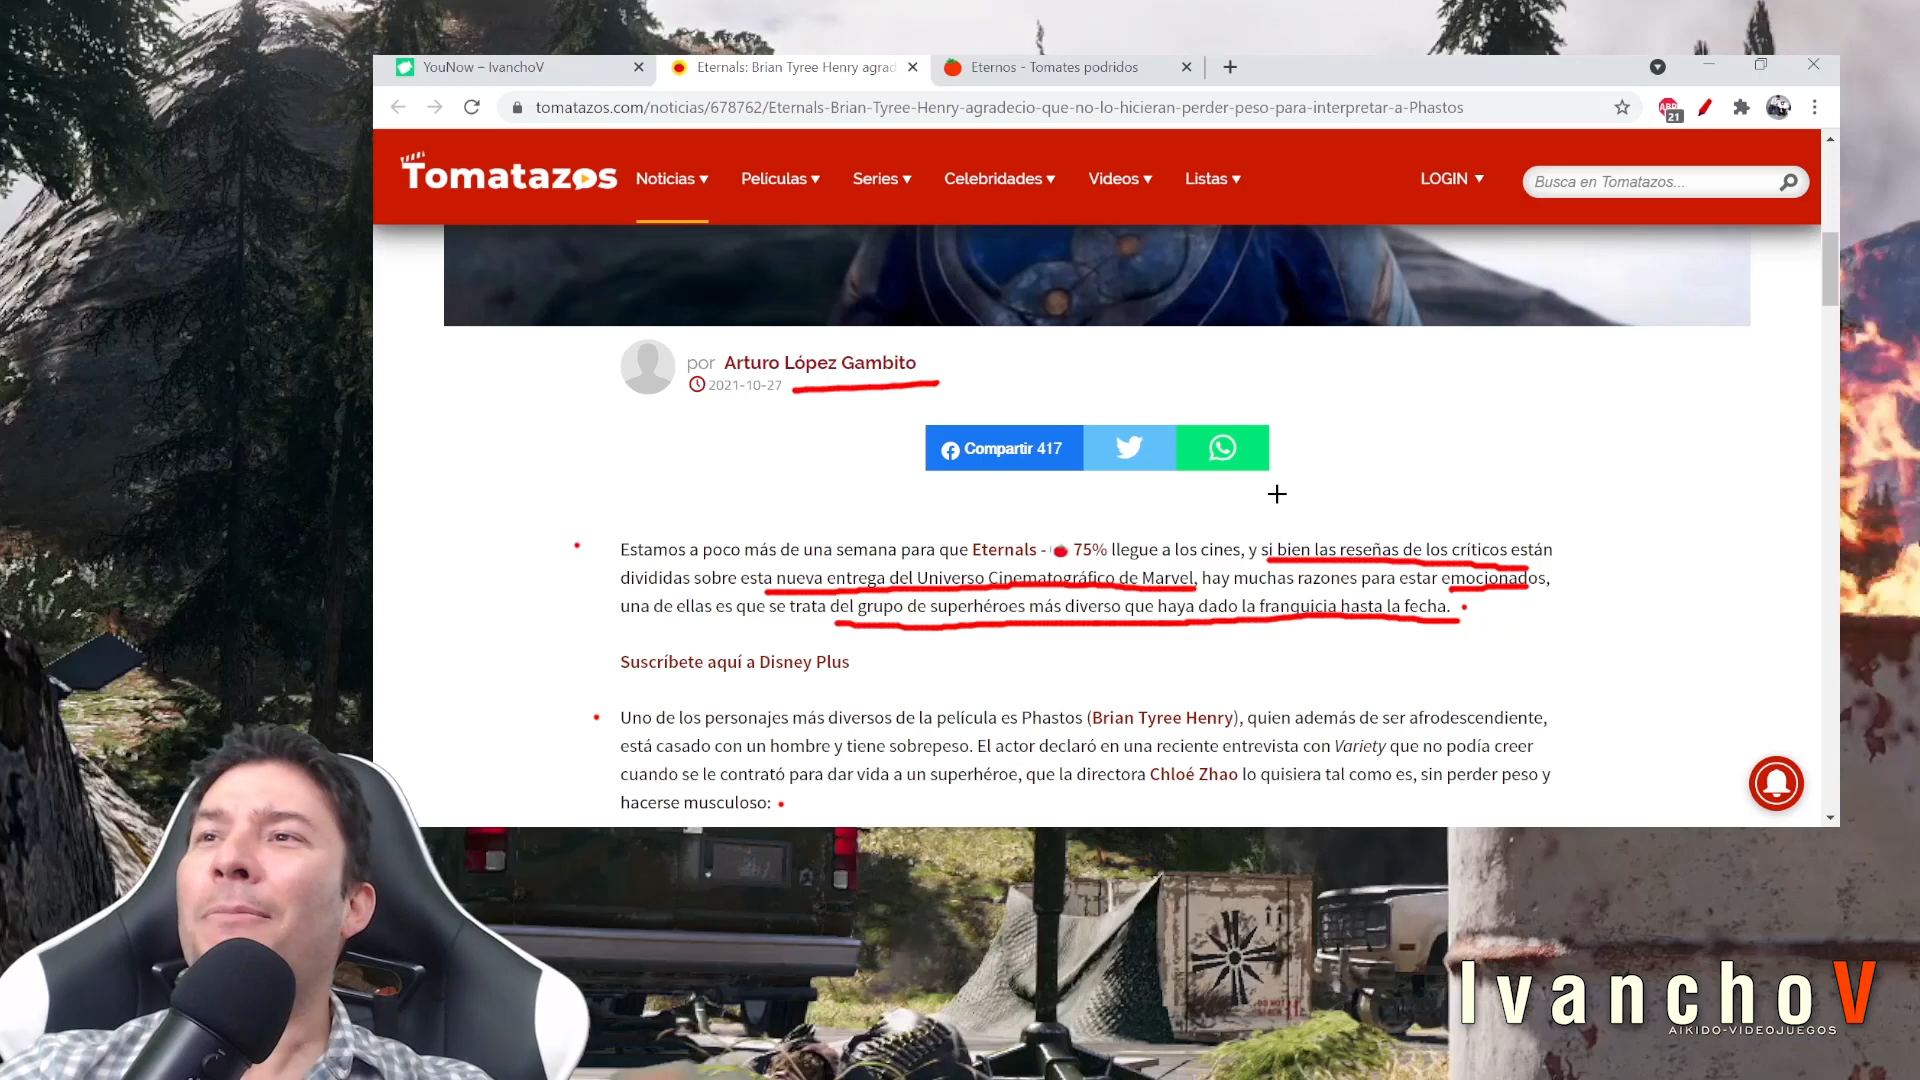 YouNow – IvanchoV
Eternals: Brian Tyree Henry agrad
Eternos - Tomates podridos
tomatazos.com/noticias/678762/Eternals-Brian-Tyree-Henry-agradecio-que-no-lo-hicieran-perder-peso-para-interpretar-a-Phastos
ABP
21
Tomatazos
Noticias ▾
Películas ▾
Series ▾
Celebridades ▾
Videos ▾
Listas ▾
LOGIN ▾
Busca en Tomatazos...
por Arturo López Gambito
2021-10-27
Compartir 417
Estamos a poco más de una semana para que Eternals - 75% llegue a los cines, y si bien las reseñas de los críticos están
divididas sobre esta nueva entrega del Universo Cinematográfico de Marvel, hay muchas razones para estar emocionados,
una de ellas es que se trata del grupo de superhéroes más diverso que haya dado la franquicia hasta la fecha.
Suscríbete aquí a Disney Plus
Uno de los personajes más diversos de la película es Phastos (Brian Tyree Henry), quien además de ser afrodescendiente,
está casado con un hombre y tiene sobrepeso. El actor declaró en una reciente entrevista con Variety que no podía creer
cuando se le contrató para dar vida a un superhéroe, que la directora Chloé Zhao lo quisiera tal como es, sin perder peso y
hacerse musculoso:
IvanchoV
AIKIDO-VIDEOJUEGOS